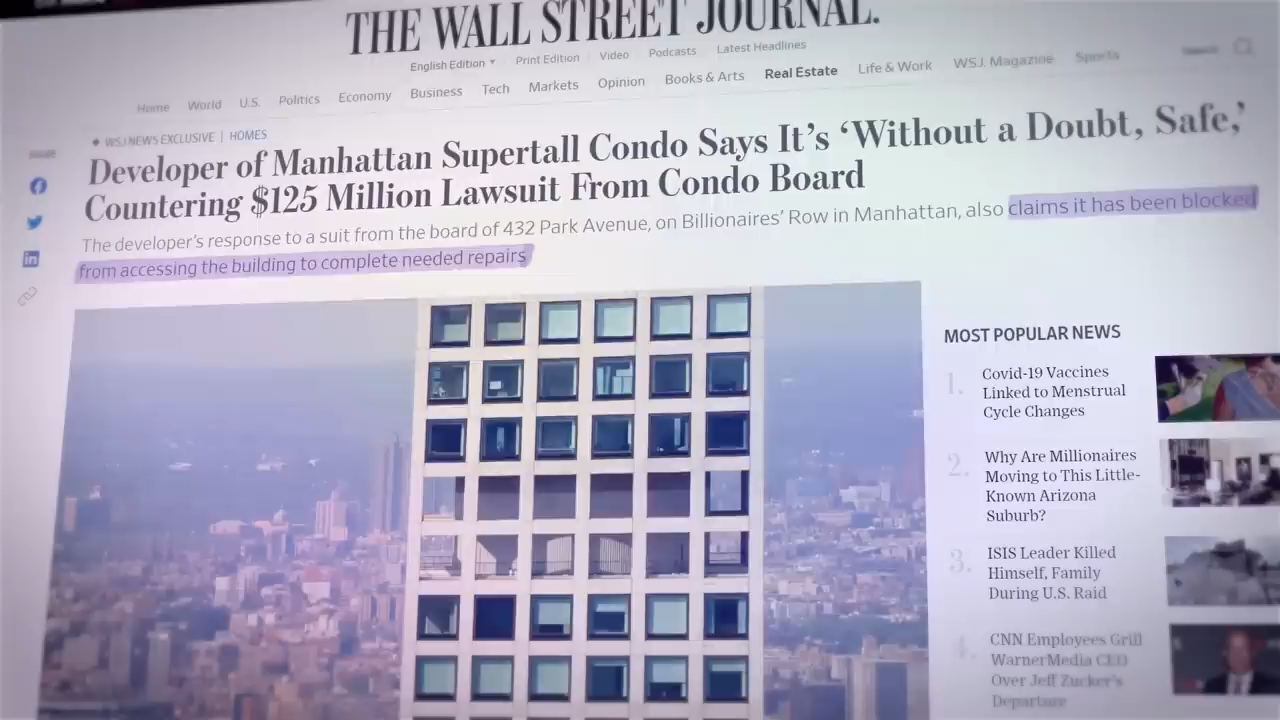 THE WALL STREET JOURNAL.
English Edition Print Edition Video Podcasts Latest Headlines
Home World U.S. Politics Economy Business Tech Markets Opinion Books & Arts Real Estate Life & Work WSJ. Magazine Sports
Search
SHARE
WSJ NEWS EXCLUSIVE | HOMES
Developer of Manhattan Supertall Condo Says It’s ‘Without a Doubt, Safe,’
Countering $125 Million Lawsuit From Condo Board
The developer’s response to a suit from the board of 432 Park Avenue, on Billionaires’ Row in Manhattan, also claims it has been blocked
from accessing the building to complete needed repairs
MOST POPULAR NEWS
1. Covid-19 Vaccines
Linked to Menstrual
Cycle Changes
2. Why Are Millionaires
Moving to This Little-
Known Arizona
Suburb?
3. ISIS Leader Killed
Himself, Family
During U.S. Raid
4. CNN Employees Grill
WarnerMedia CEO
Over Jeff Zucker’s
Departure